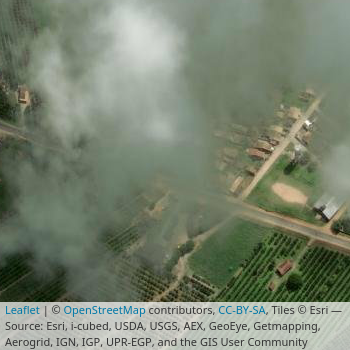 Leaflet | © OpenStreetMap contributors, CC-BY-SA, Tiles © Esri —
Source: Esri, i-cubed, USDA, USGS, AEX, GeoEye, Getmapping,
Aerogrid, IGN, IGP, UPR-EGP, and the GIS User Community